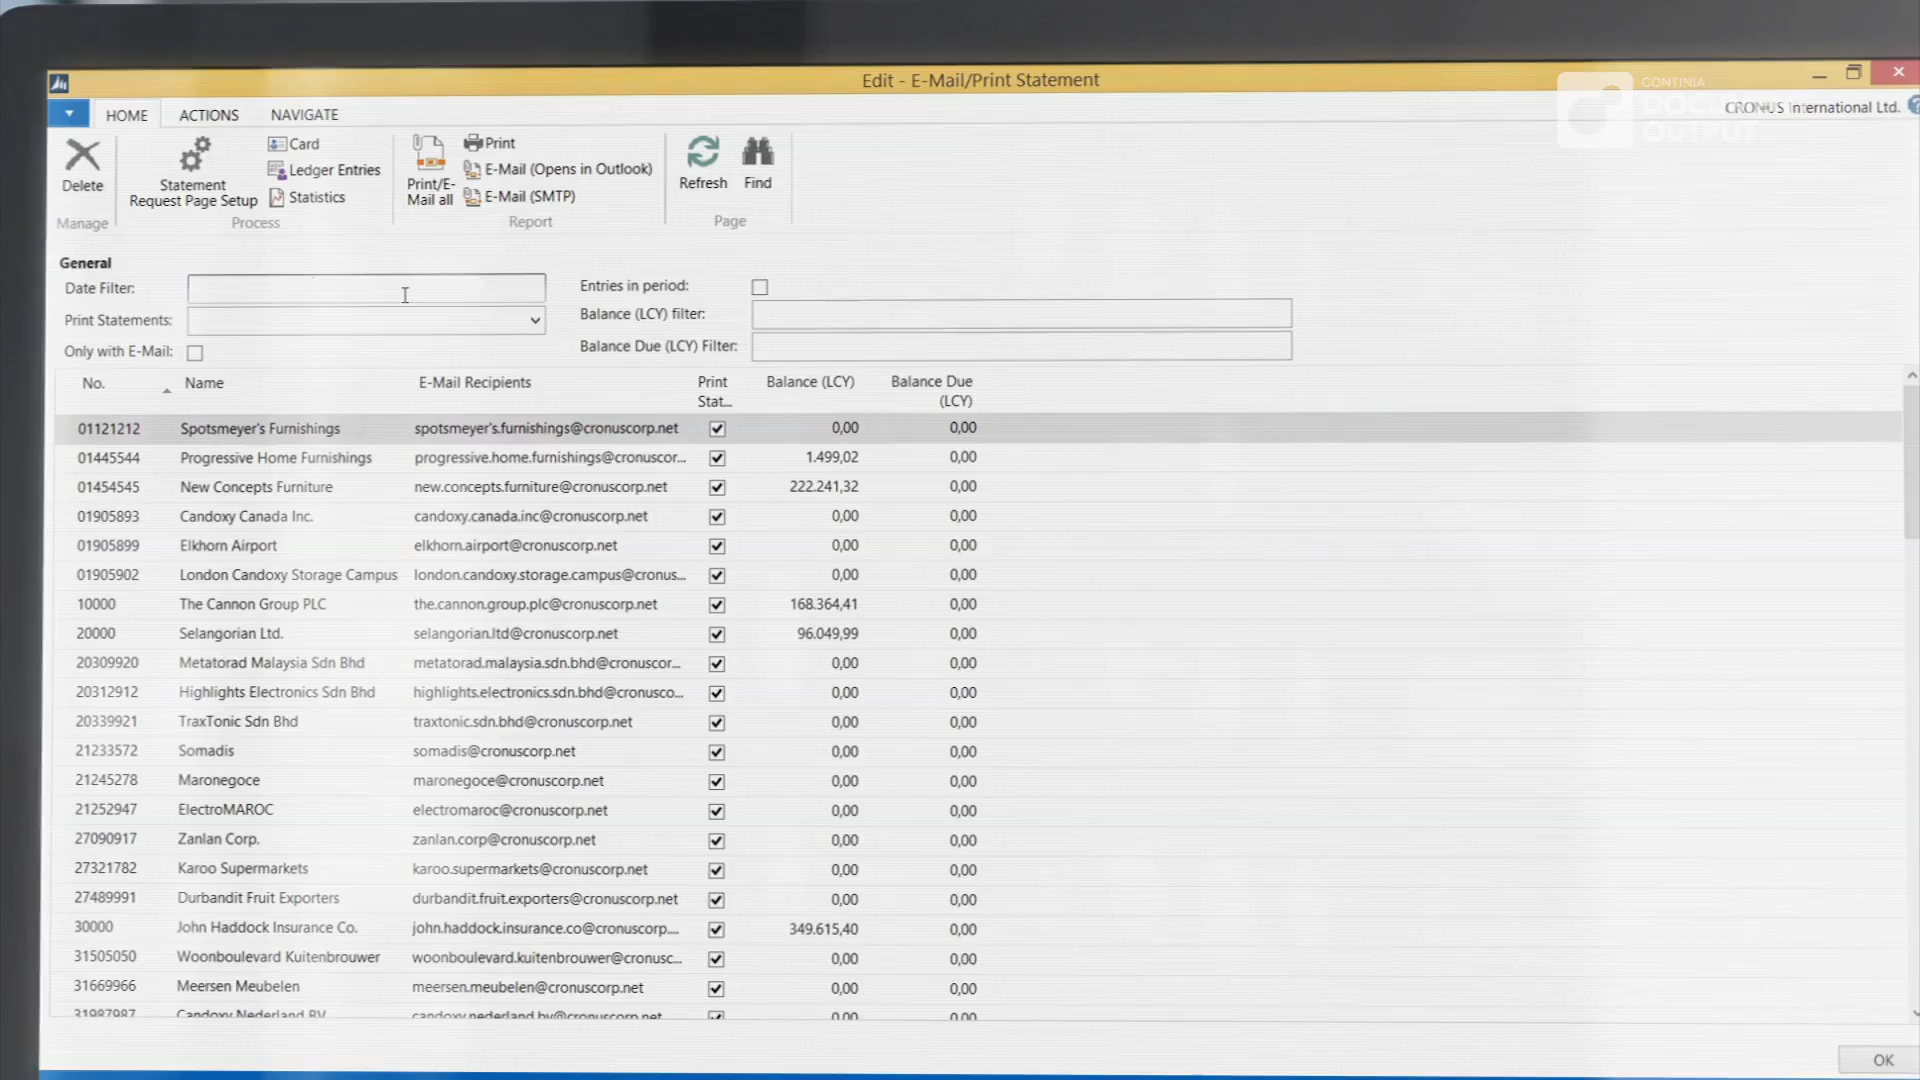 Edit - E-Mail/Print Statement
CONTINIA
DOCUMENT
OUTPUT
CRONUS International Ltd.
HOME ACTIONS NAVIGATE
Delete
Manage
Statement
Request Page Setup
Card
Ledger Entries
Statistics
Process
Print/E-
Mail all
Print
E-Mail (Opens in Outlook)
E-Mail (SMTP)
Report
Refresh
Find
Page
General
Date Filter:
Print Statements:
Only with E-Mail:
Entries in period:
Balance (LCY) filter:
Balance Due (LCY) Filter:
No. Name E-Mail Recipients Print Stat... Balance (LCY) Balance Due (LCY)
01121212 Spotsmeyer's Furnishings spotsmeyer's.furnishings@cronuscorp.net 0,00 0,00
01445544 Progressive Home Furnishings progressive.home.furnishings@cronuscor... 1.499,02 0,00
01454545 New Concepts Furniture new.concepts.furniture@cronuscorp.net 222.241,32 0,00
01905893 Candoxy Canada Inc. candoxy.canada.inc@cronuscorp.net 0,00 0,00
01905899 Elkhorn Airport elkhorn.airport@cronuscorp.net 0,00 0,00
01905902 London Candoxy Storage Campus london.candoxy.storage.campus@cronus... 0,00 0,00
10000 The Cannon Group PLC the.cannon.group.plc@cronuscorp.net 168.364,41 0,00
20000 Selangorian Ltd. selangorian.ltd@cronuscorp.net 96.049,99 0,00
20309920 Metatorad Malaysia Sdn Bhd metatorad.malaysia.sdn.bhd@cronuscor... 0,00 0,00
20312912 Highlights Electronics Sdn Bhd highlights.electronics.sdn.bhd@cronusco... 0,00 0,00
20339921 TraxTonic Sdn Bhd traxtonic.sdn.bhd@cronuscorp.net 0,00 0,00
21233572 Somadis somadis@cronuscorp.net 0,00 0,00
21245278 Maronegoce maronegoce@cronuscorp.net 0,00 0,00
21252947 ElectroMAROC electromaroc@cronuscorp.net 0,00 0,00
27090917 Zanlan Corp. zanlan.corp@cronuscorp.net 0,00 0,00
27321782 Karoo Supermarkets karoo.supermarkets@cronuscorp.net 0,00 0,00
27489991 Durbandit Fruit Exporters durbandit.fruit.exporters@cronuscorp.net 0,00 0,00
30000 John Haddock Insurance Co. john.haddock.insurance.co@cronuscorp.... 349.615,40 0,00
31505050 Woonboulevard Kuitenbrouwer woonboulevard.kuitenbrouwer@cronusc... 0,00 0,00
31669966 Meersen Meubelen meersen.meubelen@cronuscorp.net 0,00 0,00
31987987 Candoxy Nederland BV candoxy.nederland.bv@cronuscorp.net 0,00 0,00
OK